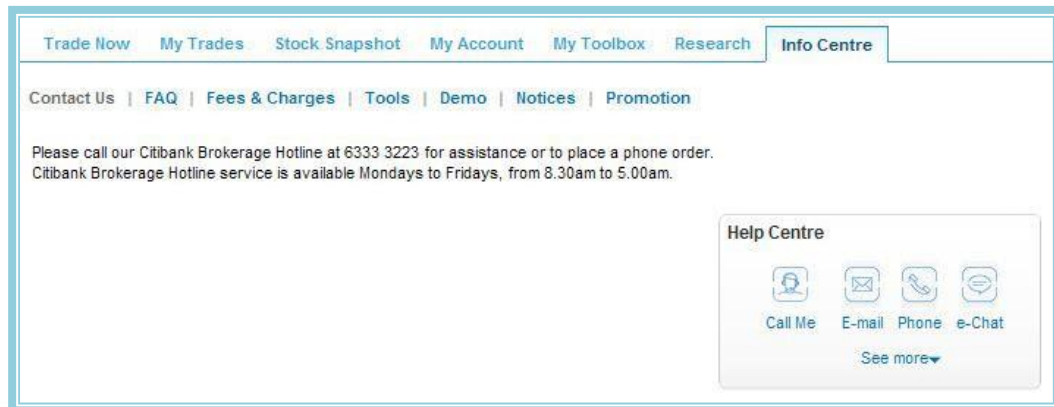 Trade Now My Trades Stock Snapshot My Account My Toolbox Research Info Centre
Contact Us | FAQ | Fees & Charges | Tools | Demo | Notices | Promotion
Please call our Citibank Brokerage Hotline at 6333 3223 for assistance or to place a phone order.
Citibank Brokerage Hotline service is available Mondays to Fridays, from 8.30am to 5.00am.
Help Centre
Call Me E-mail Phone e-Chat
See more